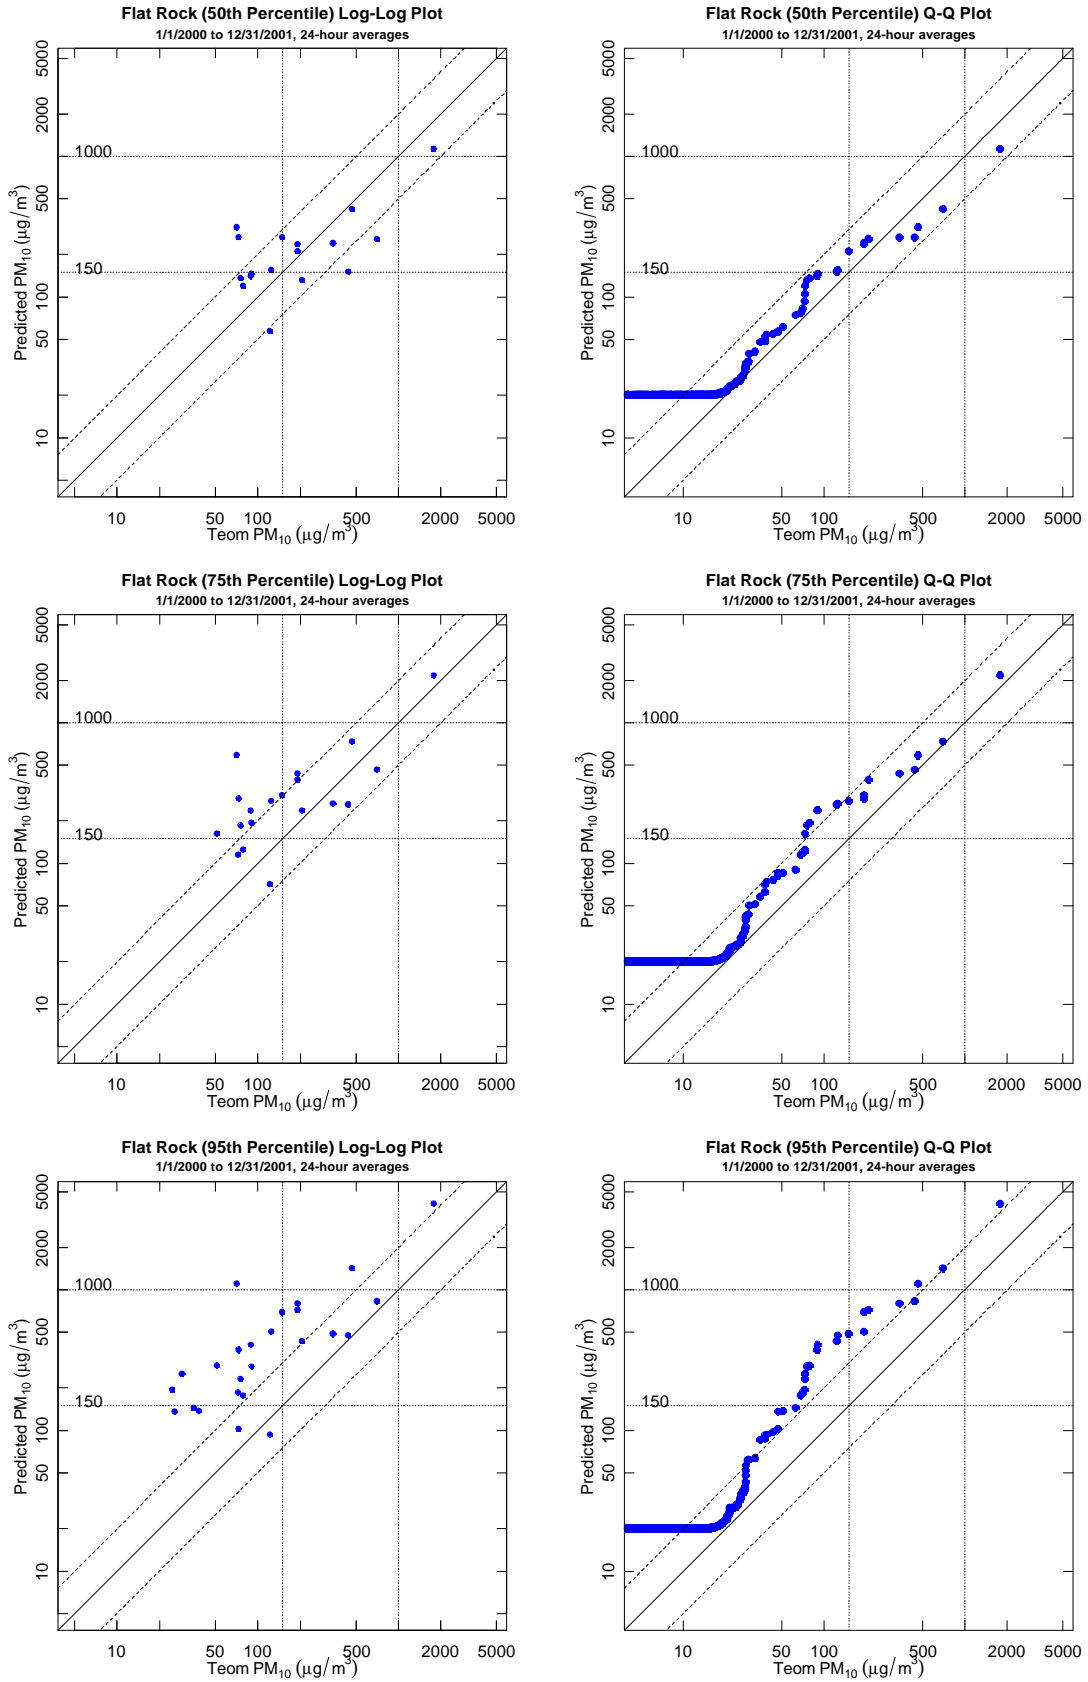 Flat Rock (50th Percentile) Log-Log Plot
1/1/2000 to 12/31/2001, 24-hour averages
Predicted PM10 (μg/m3)
5000
2000
1000
500
150
100
50
10
10 50 100 500 2000 5000
Teom PM10 (μg/m3)
Flat Rock (50th Percentile) Q-Q Plot
1/1/2000 to 12/31/2001, 24-hour averages
Predicted PM10 (μg/m3)
5000
2000
1000
500
150
100
50
10
10 50 100 500 2000 5000
Teom PM10 (μg/m3)
Flat Rock (75th Percentile) Log-Log Plot
1/1/2000 to 12/31/2001, 24-hour averages
Predicted PM10 (μg/m3)
5000
2000
1000
500
150
100
50
10
10 50 100 500 2000 5000
Teom PM10 (μg/m3)
Flat Rock (75th Percentile) Q-Q Plot
1/1/2000 to 12/31/2001, 24-hour averages
Predicted PM10 (μg/m3)
5000
2000
1000
500
150
100
50
10
10 50 100 500 2000 5000
Teom PM10 (μg/m3)
Flat Rock (95th Percentile) Log-Log Plot
1/1/2000 to 12/31/2001, 24-hour averages
Predicted PM10 (μg/m3)
5000
2000
1000
500
150
100
50
10
10 50 100 500 2000 5000
Teom PM10 (μg/m3)
Flat Rock (95th Percentile) Q-Q Plot
1/1/2000 to 12/31/2001, 24-hour averages
Predicted PM10 (μg/m3)
5000
2000
1000
500
150
100
50
10
10 50 100 500 2000 5000
Teom PM10 (μg/m3)